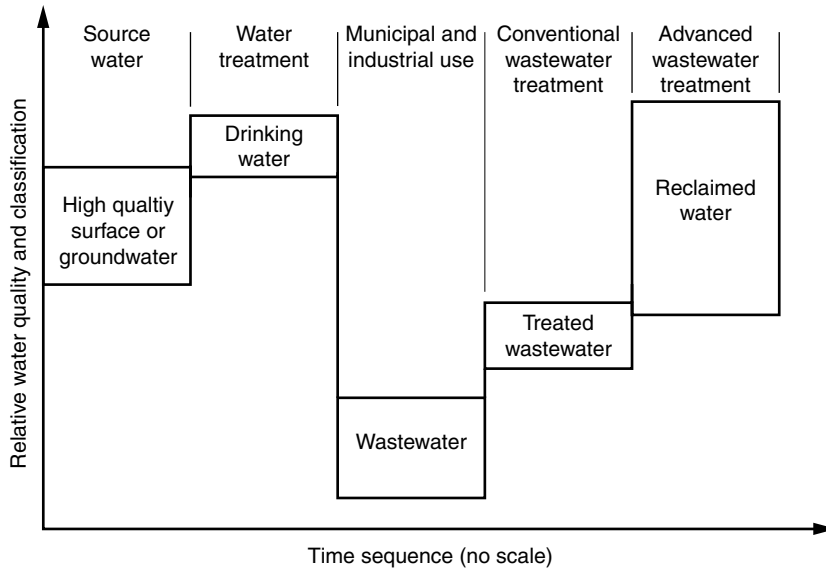 Source
water
Water
treatment
Municipal and
industrial use
Conventional
wastewater
treatment
Advanced
wastewater
treatment
Relative water quality and classification
High qualtiy
surface or
groundwater
Drinking
water
Wastewater
Treated
wastewater
Reclaimed
water
Time sequence (no scale)